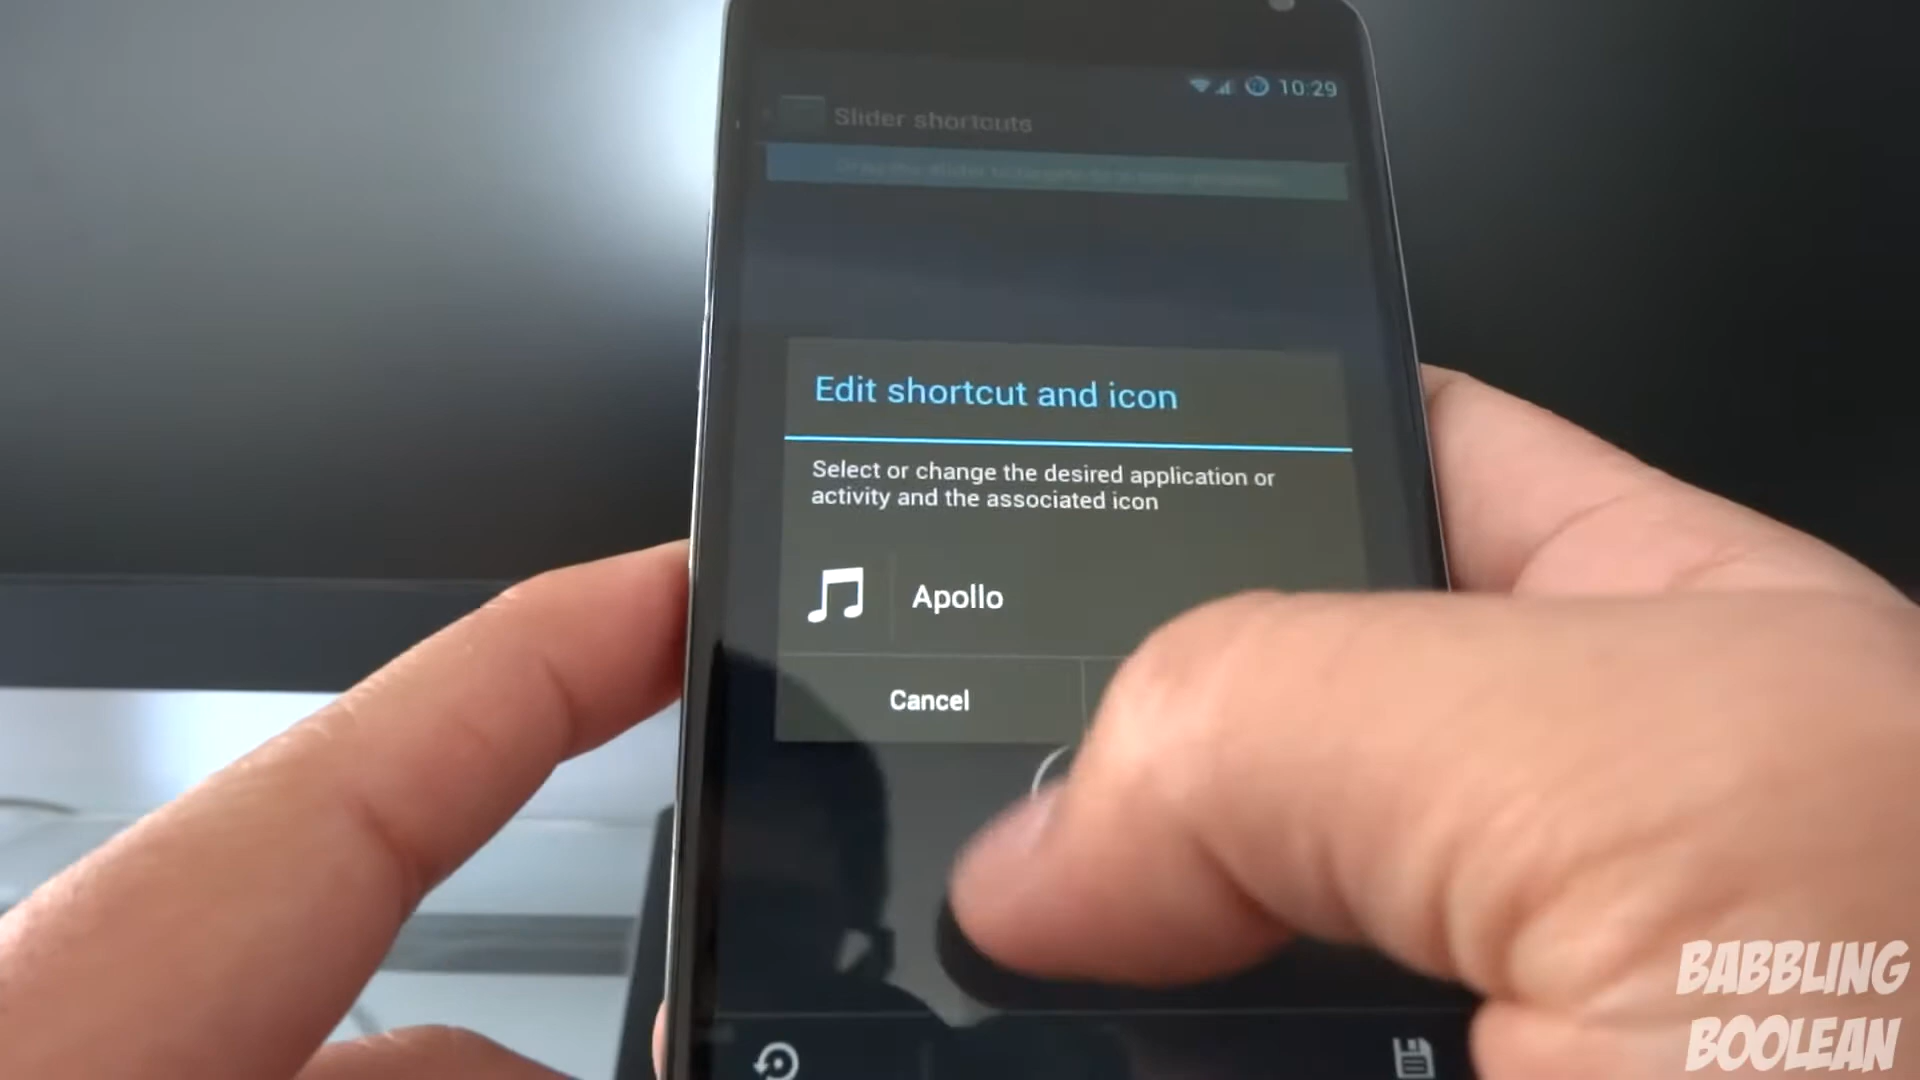 10:29
Slider shortcuts
Edit shortcut and icon
Select or change the desired application or
activity and the associated icon
Apollo
Cancel
BABBLING
BOOLEAN